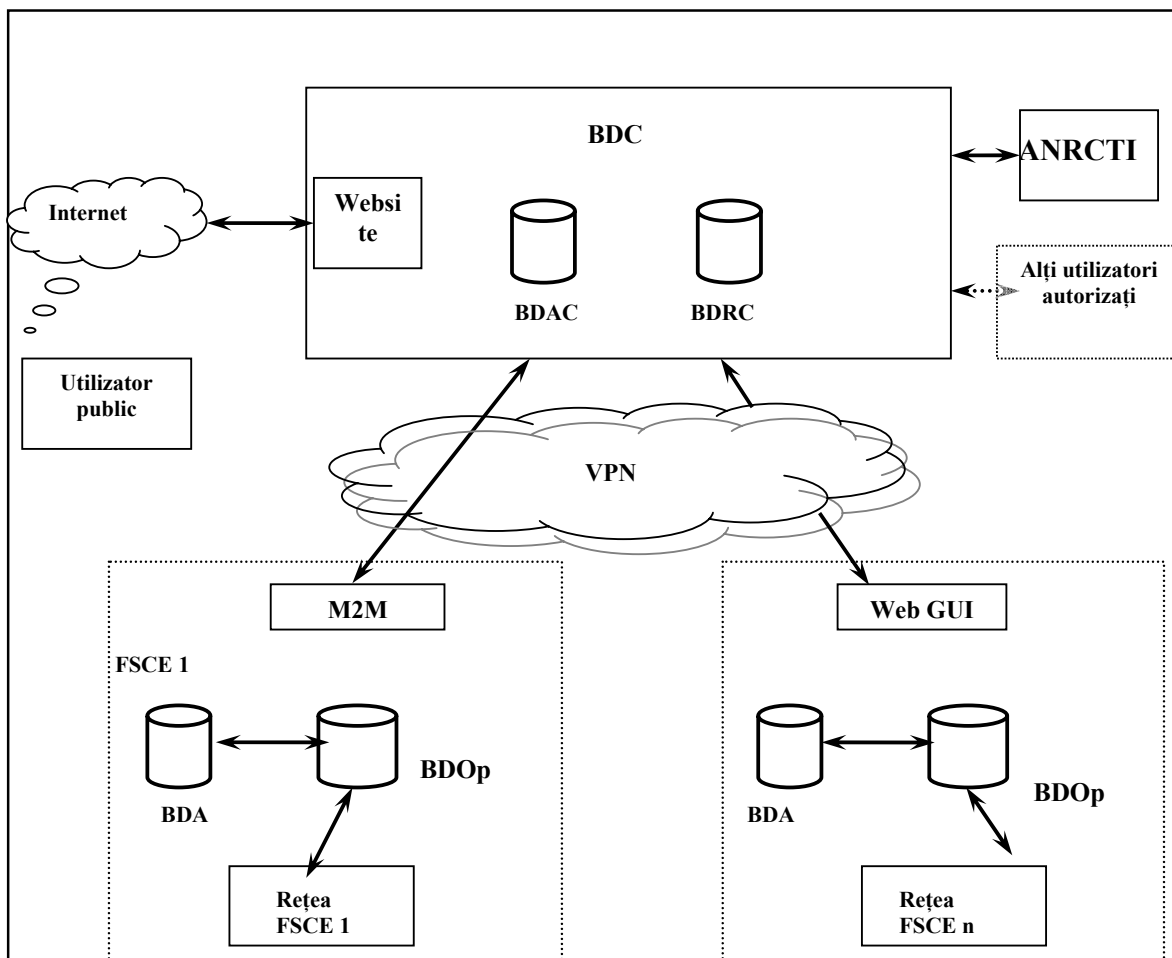 BDC
ANRCTI
Internet
Websi
te
Alți utilizatori
autorizați
BDAC
BDRC
Utilizator
public
VPN
M2M
Web GUI
FSCE 1
BDOp
BDA
BDOp
BDA
Rețea
FSCE 1
Rețea
FSCE n